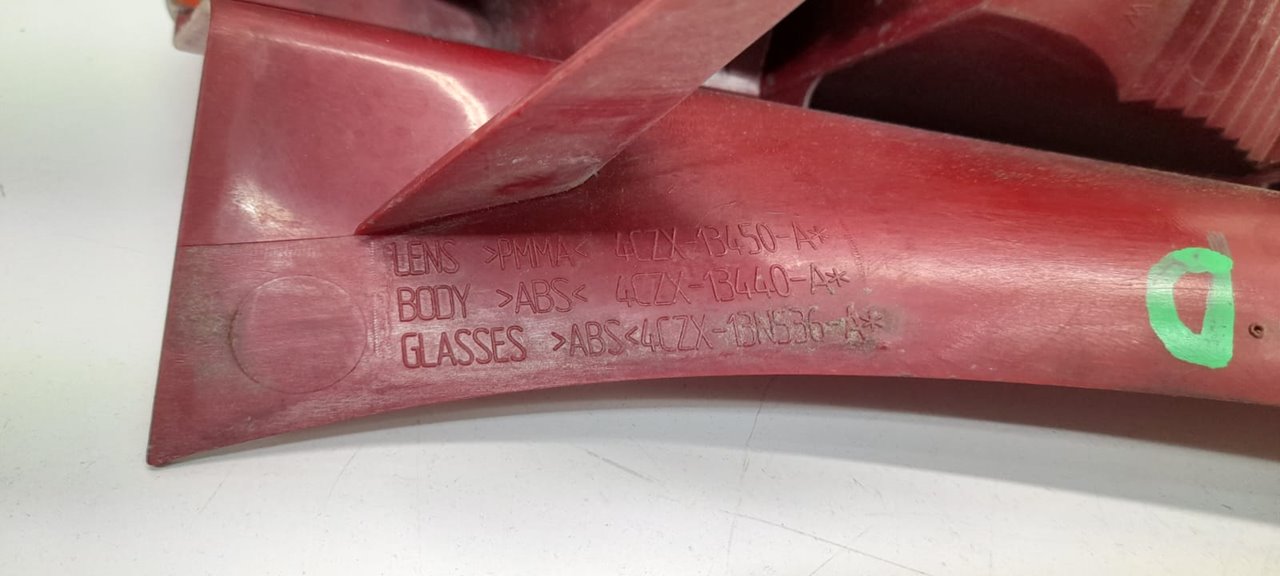 LENS >PMMA< 4CZX-13450-A*
BODY >ABS< 4CZX-13440-A*
GLASSES >ABS<4CZX-13N536-A*